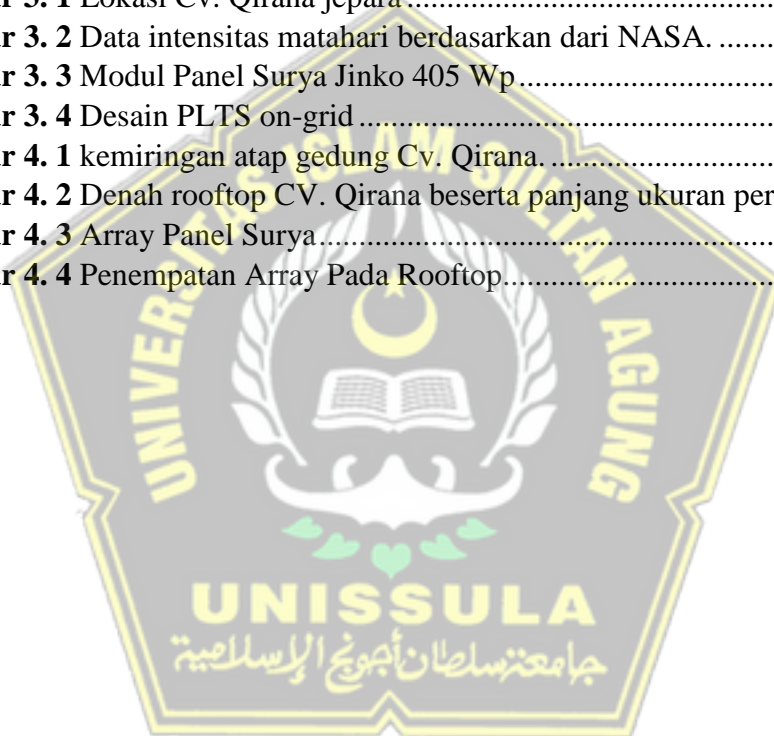 r 3. 1 Lokasi Cv. Qirana jepara ........................................................
r 3. 2 Data intensitas matahari berdasarkan dari NASA. ........
r 3. 3 Modul Panel Surya Jinko 405 Wp ....................................
r 3. 4 Desain PLTS on-grid ........................................................
r 4. 1 kemiringan atap gedung Cv. Qirana. ..............................
r 4. 2 Denah rooftop CV. Qirana beserta panjang ukuran per
r 4. 3 Array Panel Surya ............................................................
r 4. 4 Penempatan Array Pada Rooftop ......................................
UNIVERSITAS ISLAM SULTAN AGUNG
UNISSULA
جامعة سلطان أجونج الإسلامية